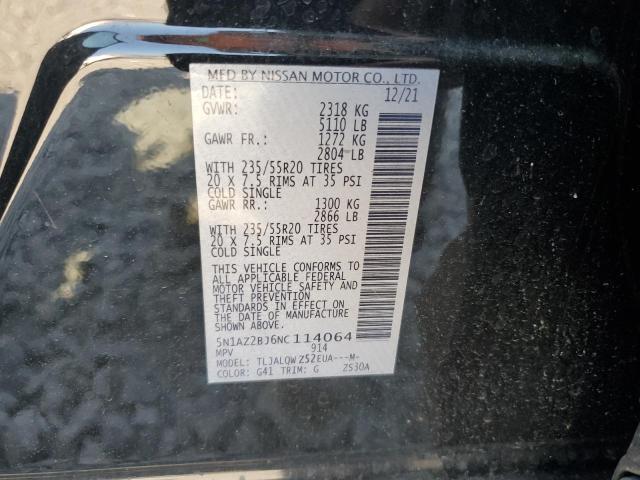 MFD BY NISSAN MOTOR CO., LTD.
DATE: 12/21
GVWR: 2318 KG
5110 LB
GAWR FR.: 1272 KG
2804 LB
WITH 235/55R20 TIRES
20 X 7.5 RIMS AT 35 PSI
COLD SINGLE
GAWR RR.: 1300 KG
2866 LB
WITH 235/55R20 TIRES
20 X 7.5 RIMS AT 35 PSI
COLD SINGLE
THIS VEHICLE CONFORMS TO
ALL APPLICABLE FEDERAL
MOTOR VEHICLE SAFETY AND
THEFT PREVENTION
STANDARDS IN EFFECT ON
THE DATE OF MANUFACTURE
SHOWN ABOVE.
5N1AZ2BJ6NC114064
MPV 914
TLJALQWZ52EUA---M-
COLOR: G41 TRIM: G Z530A